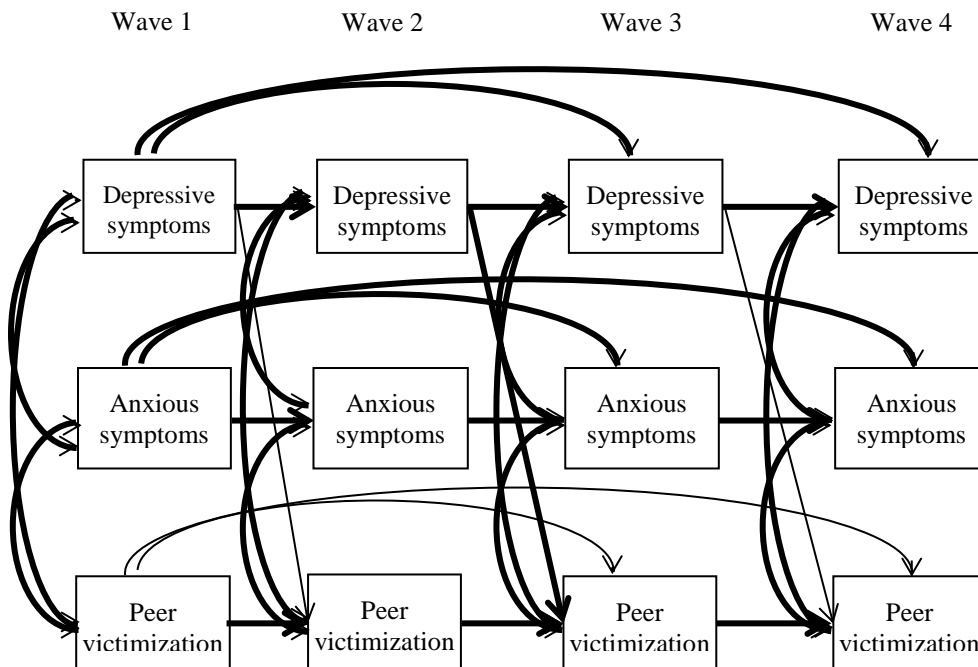 Wave 1 Wave 2 Wave 3 Wave 4
Depressive symptoms
Depressive symptoms
Depressive symptoms
Depressive symptoms
Anxious symptoms
Anxious symptoms
Anxious symptoms
Anxious symptoms
Peer victimization
Peer victimization
Peer victimization
Peer victimization